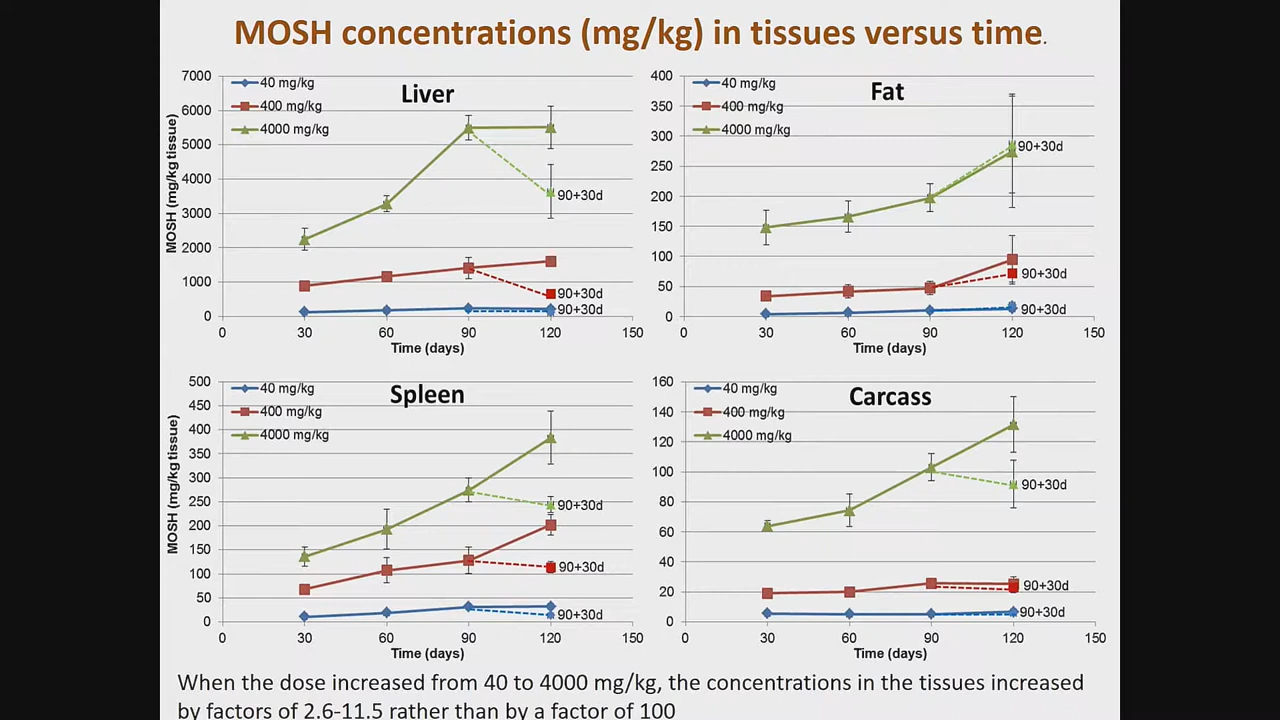 MOSH concentrations (mg/kg) in tissues versus time.
Liver
40 mg/kg
400 mg/kg
4000 mg/kg
MOSH (mg/kg tissue)
7000
6000
5000
4000
3000
2000
1000
0
90+30d
90+30d
90+30d
0 30 60 90 120 150
Time (days)
Fat
40 mg/kg
400 mg/kg
4000 mg/kg
400
350
300
250
200
150
100
50
0
90+30d
90+30d
90+30d
0 30 60 90 120 150
Time (days)
Spleen
40 mg/kg
400 mg/kg
4000 mg/kg
MOSH (mg/kg tissue)
500
450
400
350
300
250
200
150
100
50
0
90+30d
90+30d
90+30d
0 30 60 90 120 150
Time (days)
Carcass
40 mg/kg
400 mg/kg
4000 mg/kg
160
140
120
100
80
60
40
20
0
90+30d
90+30d
90+30d
0 30 60 90 120 150
Time (days)
When the dose increased from 40 to 4000 mg/kg, the concentrations in the tissues increased
by factors of 2.6-11.5 rather than by a factor of 100